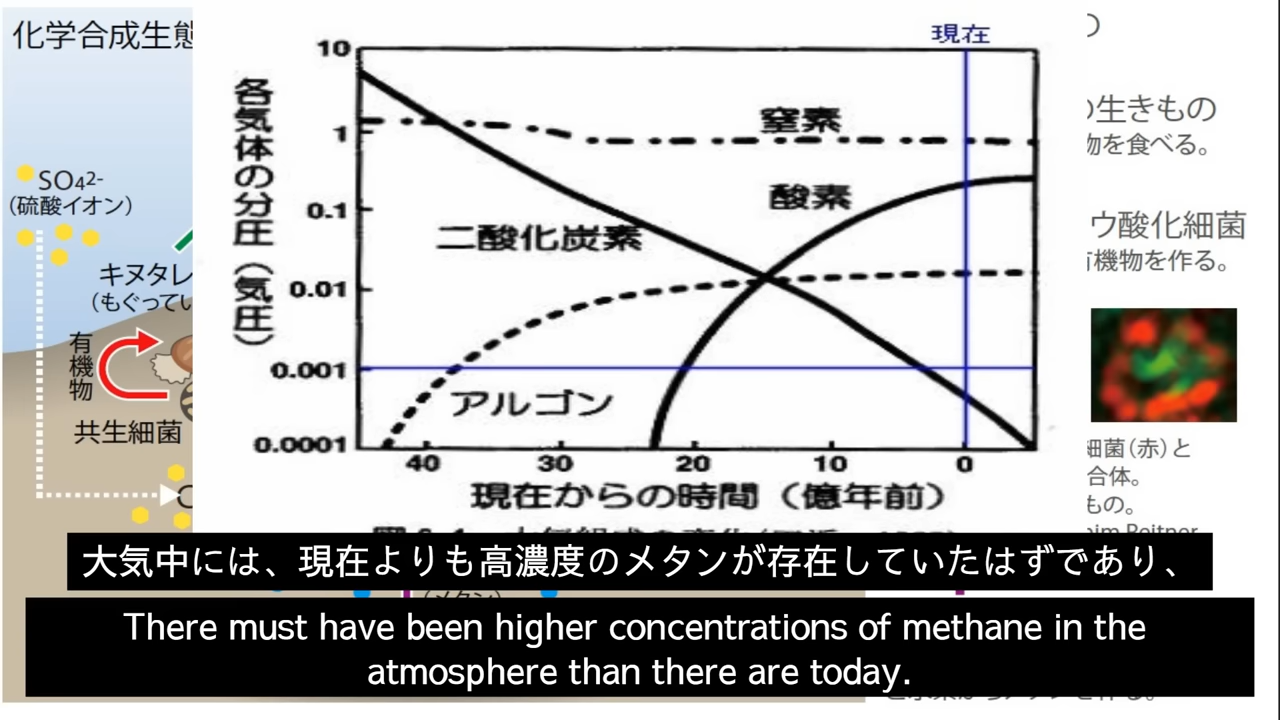 化学合成生態
SO₄²⁻
(硫酸イオン)
キヌタレ
(もぐってい
有機物
共生細菌
現在
各気体の分圧(気圧)
10
1
0.1
0.01
0.001
0.0001
窒素
酸素
二酸化炭素
アルゴン
40 30 20 10 0
現在からの時間(億年前)
の
の生きもの
物を食べる。
ウ酸化細菌
有機物を作る。
細菌(赤)と
合体。
もの。
大気中には、現在よりも高濃度のメタンが存在していたはずであり、
There must have been higher concentrations of methane in the
atmosphere than there are today.